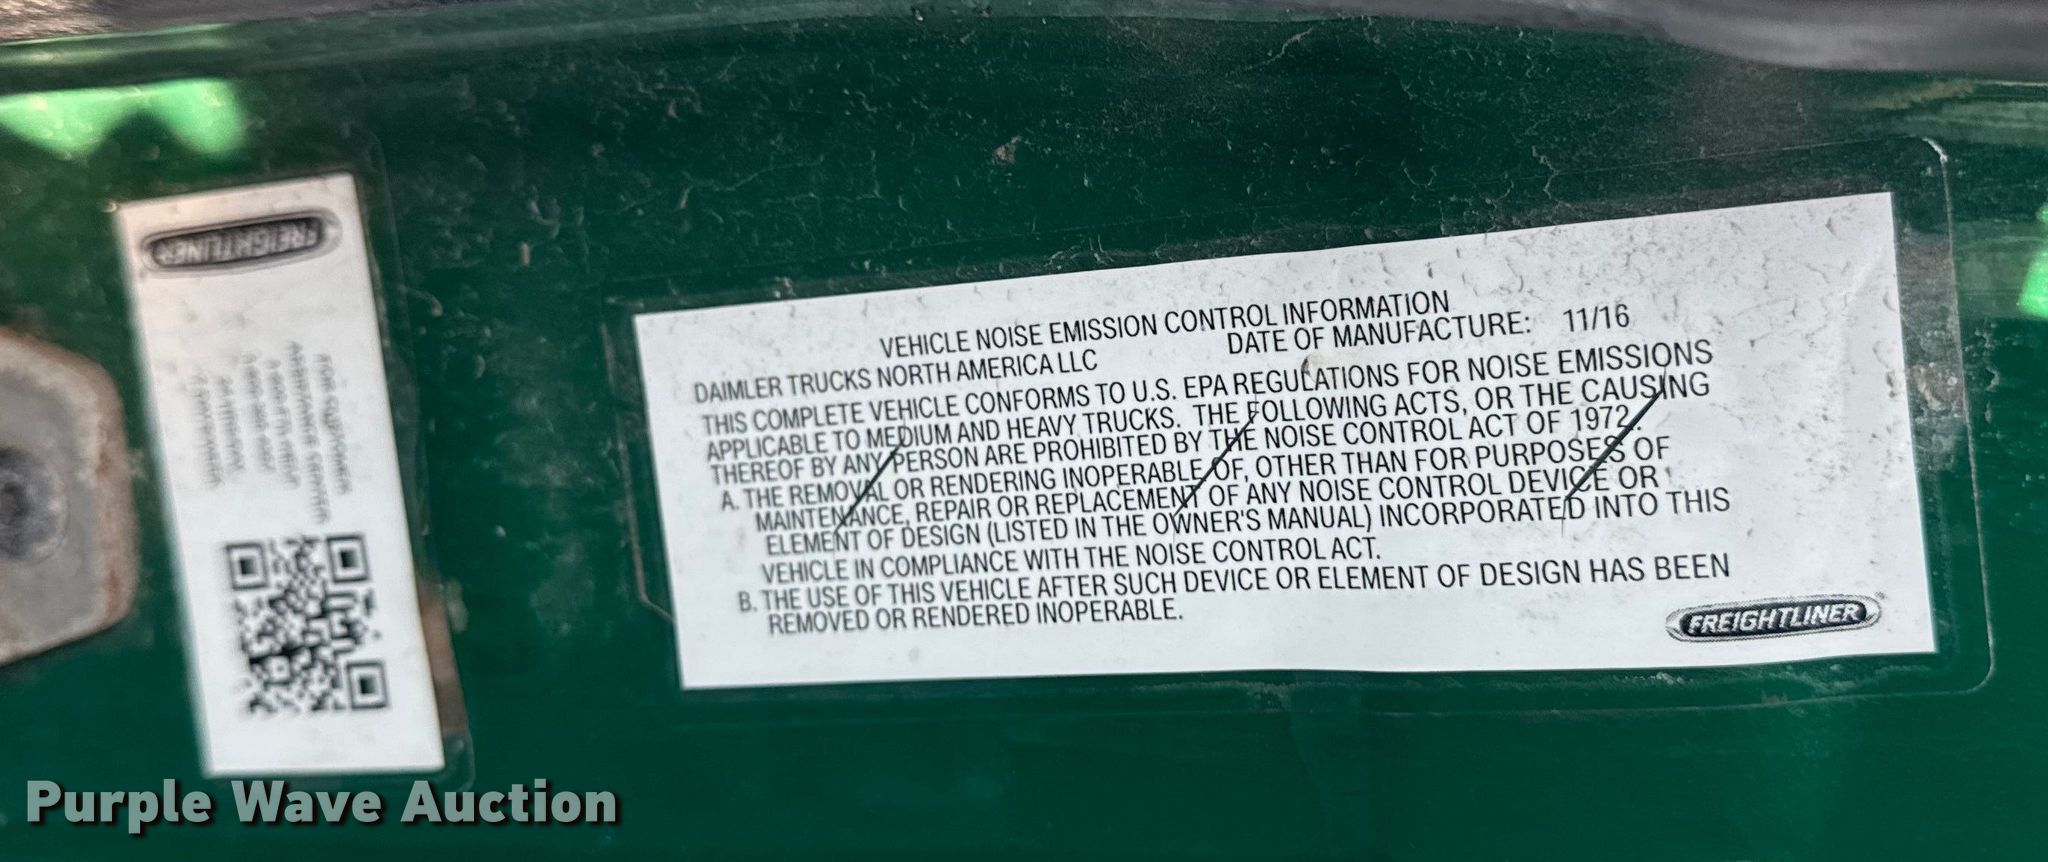 FREIGHTLINER
FOR CUSTOMER
ASSISTANCE CENTER
VEHICLE NOISE EMISSION CONTROL INFORMATION
DAIMLER TRUCKS NORTH AMERICA LLC DATE OF MANUFACTURE: 11/16
THIS COMPLETE VEHICLE CONFORMS TO U.S. EPA REGULATIONS FOR NOISE EMISSIONS
APPLICABLE TO MEDIUM AND HEAVY TRUCKS. THE FOLLOWING ACTS, OR THE CAUSING
THEREOF BY ANY PERSON ARE PROHIBITED BY THE NOISE CONTROL ACT OF 1972.
A. THE REMOVAL OR RENDERING INOPERABLE OF, OTHER THAN FOR PURPOSES OF
MAINTENANCE, REPAIR OR REPLACEMENT OF ANY NOISE CONTROL DEVICE OR
ELEMENT OF DESIGN (LISTED IN THE OWNER'S MANUAL) INCORPORATED INTO THIS
VEHICLE IN COMPLIANCE WITH THE NOISE CONTROL ACT.
B. THE USE OF THIS VEHICLE AFTER SUCH DEVICE OR ELEMENT OF DESIGN HAS BEEN
REMOVED OR RENDERED INOPERABLE.
FREIGHTLINER
Purple Wave Auction